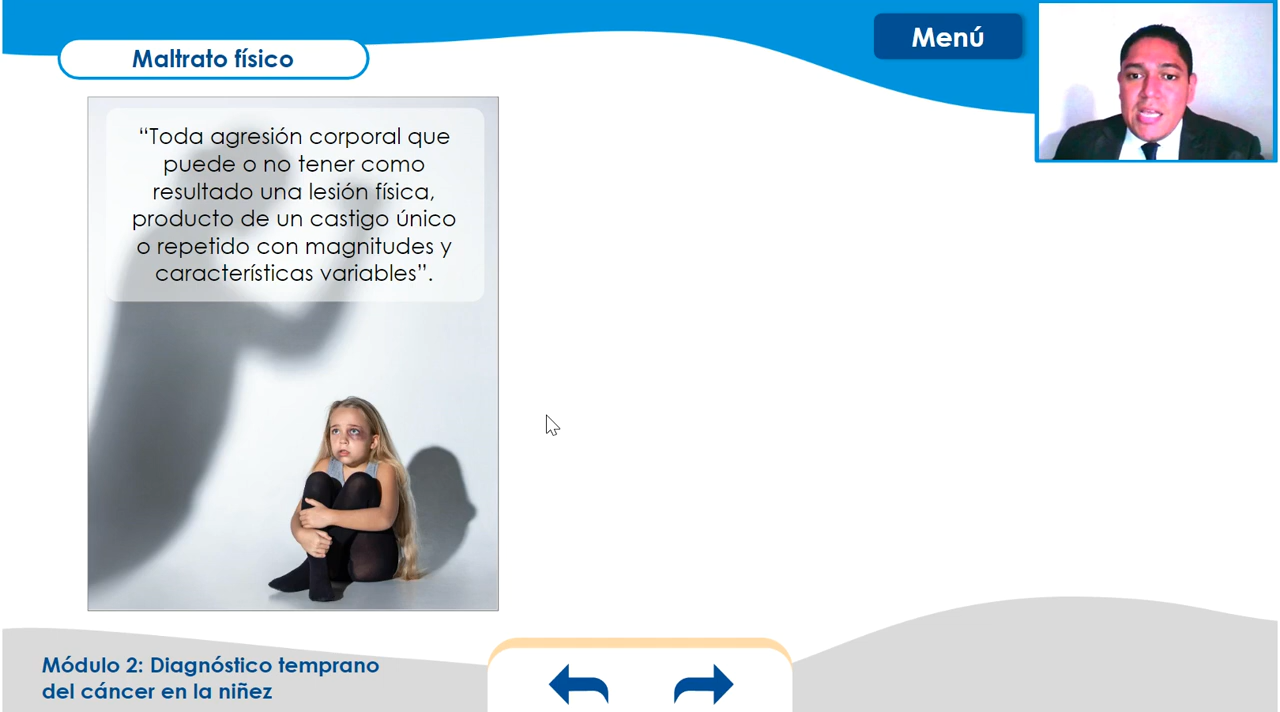 Menú
Maltrato físico
“Toda agresión corporal que
puede o no tener como
resultado una lesión física,
producto de un castigo único
o repetido con magnitudes y
características variables”.
Módulo 2: Diagnóstico temprano
del cáncer en la niñez